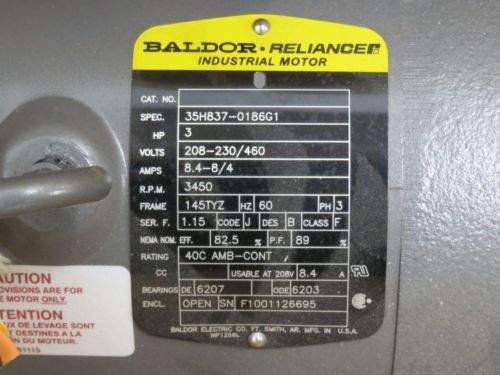 BALDOR · RELIANCE
INDUSTRIAL MOTOR
CAT. NO.
SPEC. 35H837-0186G1
HP 3
VOLTS 208-230/460
AMPS 8.4-8/4
R.P.M. 3450
FRAME 145TYZ HZ 60 PH 3
SER. F. 1.15 CODE J DES B CLASS F
NEMA NOM. EFF. 82.5 % P.F. 89 %
RATING 40C AMB-CONT
CC USABLE AT 208V 8.4 A
BEARINGS DE 6207 ODE 6203
ENCL. OPEN SN F1001126695
BALDOR ELECTRIC CO. FT. SMITH, AR. MFG. IN U.S.A.
NP1256L
CAUTION
OVISIONS ARE FOR
E MOTOR ONLY.
TENTION
AUX DE LEVAGE SONT
T DESTINES A LA
ON DU MOTEUR.